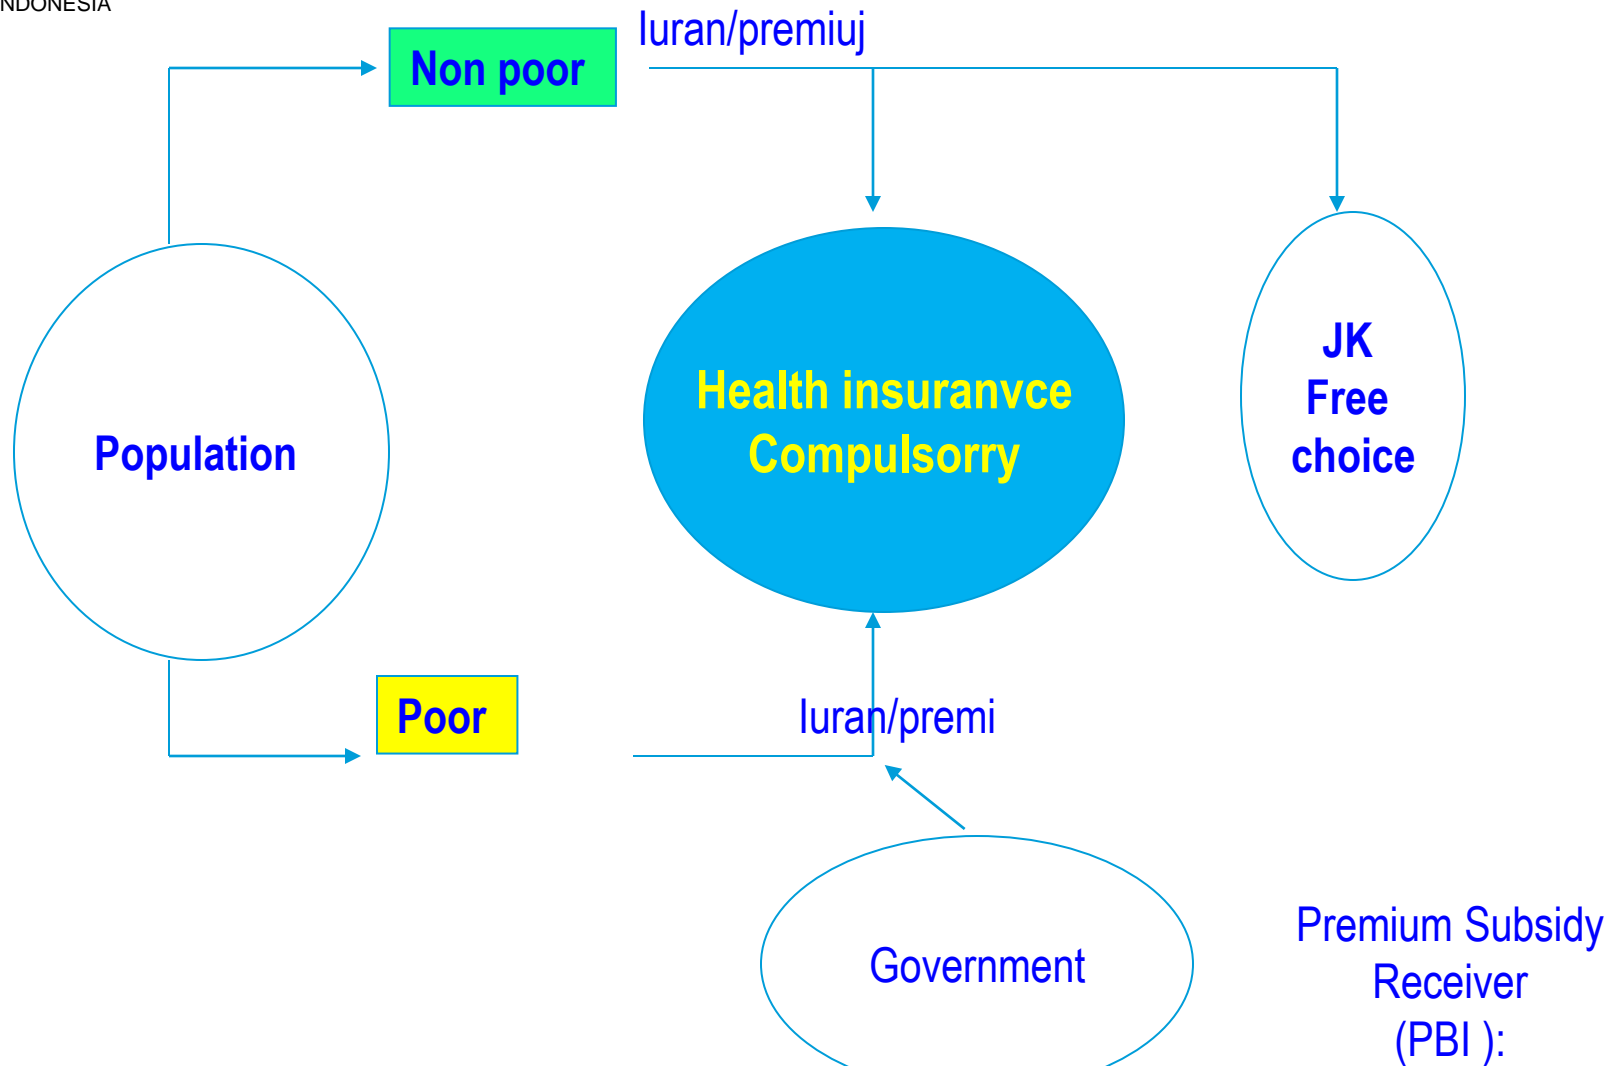 INDONESIA
Iuran/premiuj
Non poor
Health insuranvce
Compulsorry
JK
Free
choice
Population
Poor
Iuran/premi
Government
Premium Subsidy
Receiver
(PBI ):